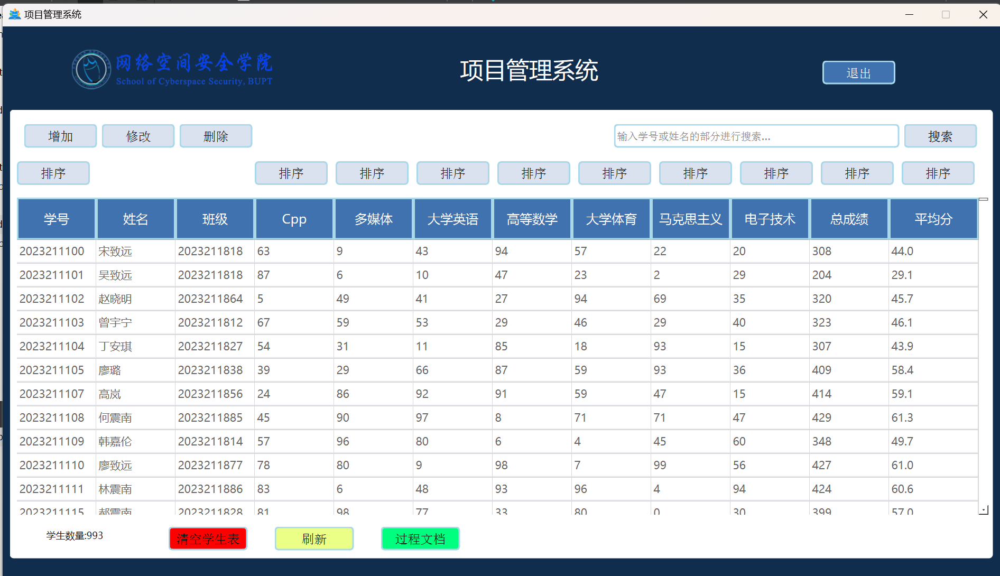 项目管理系统
网络空间安全学院
School of Cyberspace Security, BUPT
项目管理系统
退出
增加 修改 删除 输入学号或姓名的部分进行搜索... 搜索
排序 排序 排序 排序 排序 排序 排序 排序 排序 排序
学号 姓名 班级 Cpp 多媒体 大学英语 高等数学 大学体育 马克思主义 电子技术 总成绩 平均分
2023211100 宋致远 2023211818 63 9 43 94 57 22 20 308 44.0
2023211101 吴致远 2023211818 87 6 10 47 23 2 29 204 29.1
2023211102 赵晓明 2023211864 5 49 41 27 94 69 35 320 45.7
2023211103 曾宇宁 2023211812 67 59 53 29 46 29 40 323 46.1
2023211104 丁安琪 2023211827 54 31 11 85 18 93 15 307 43.9
2023211105 廖璐 2023211838 39 29 66 87 59 93 36 409 58.4
2023211107 高岚 2023211856 24 86 92 91 59 47 15 414 59.1
2023211108 何震南 2023211885 45 90 97 8 71 71 47 429 61.3
2023211109 韩嘉伦 2023211814 57 96 80 6 4 45 60 348 49.7
2023211110 廖致远 2023211877 78 80 9 98 7 99 56 427 61.0
2023211111 林震南 2023211886 83 6 48 93 96 4 94 424 60.6
2023211115 郝震南 2023211828 81 98 77 33 80 0 30 399 57.0
学生数量:993 清空学生表 刷新 过程文档